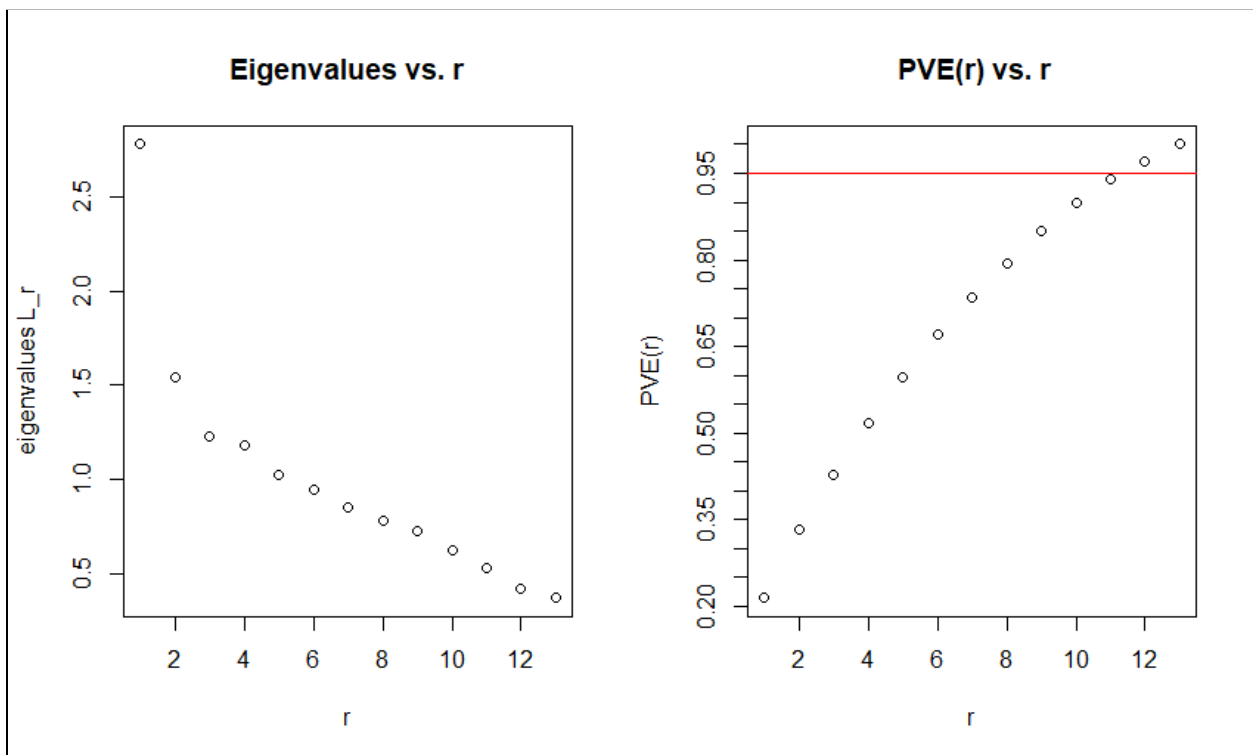 Eigenvalues vs. r
eigenvalues L_r
2.5
2.0
1.5
1.0
0.5
2 4 6 8 10 12
r
PVE(r) vs. r
PVE(r)
0.95
0.80
0.65
0.50
0.35
0.20
2 4 6 8 10 12
r